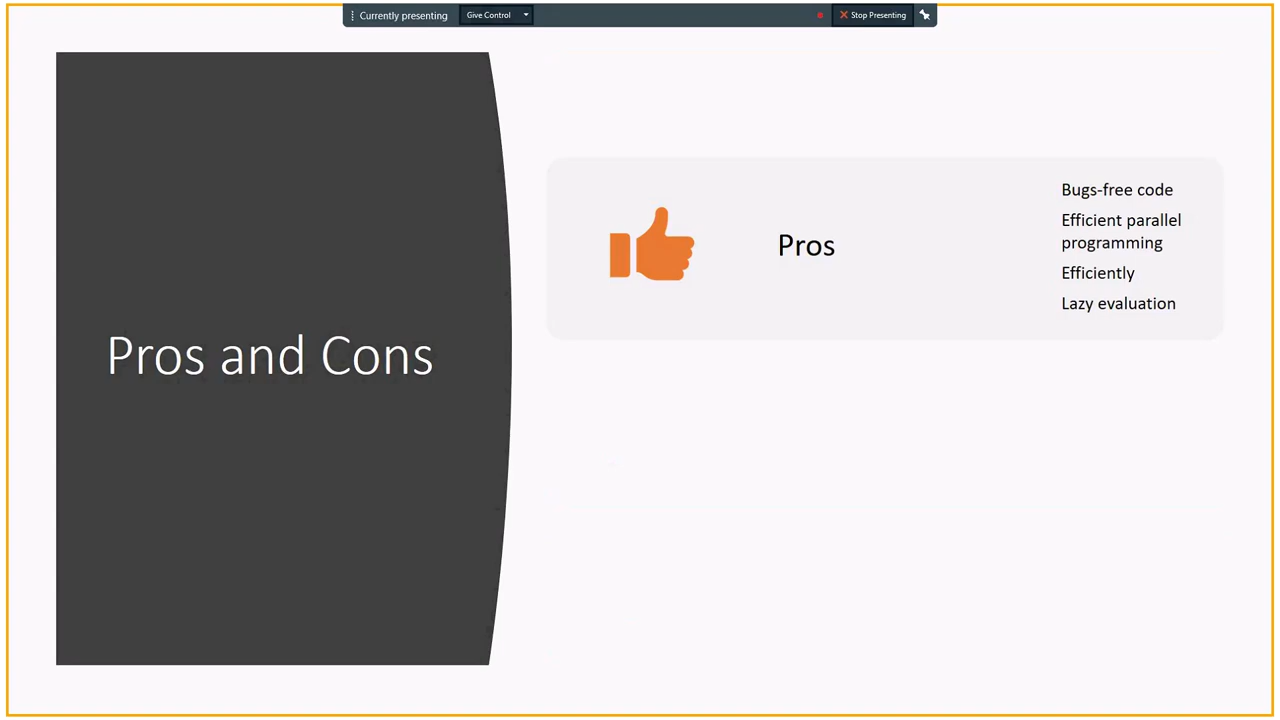 Currently presenting
Give Control
Stop Presenting
Pros and Cons
Pros
Bugs-free code
Efficient parallel
programming
Efficiently
Lazy evaluation